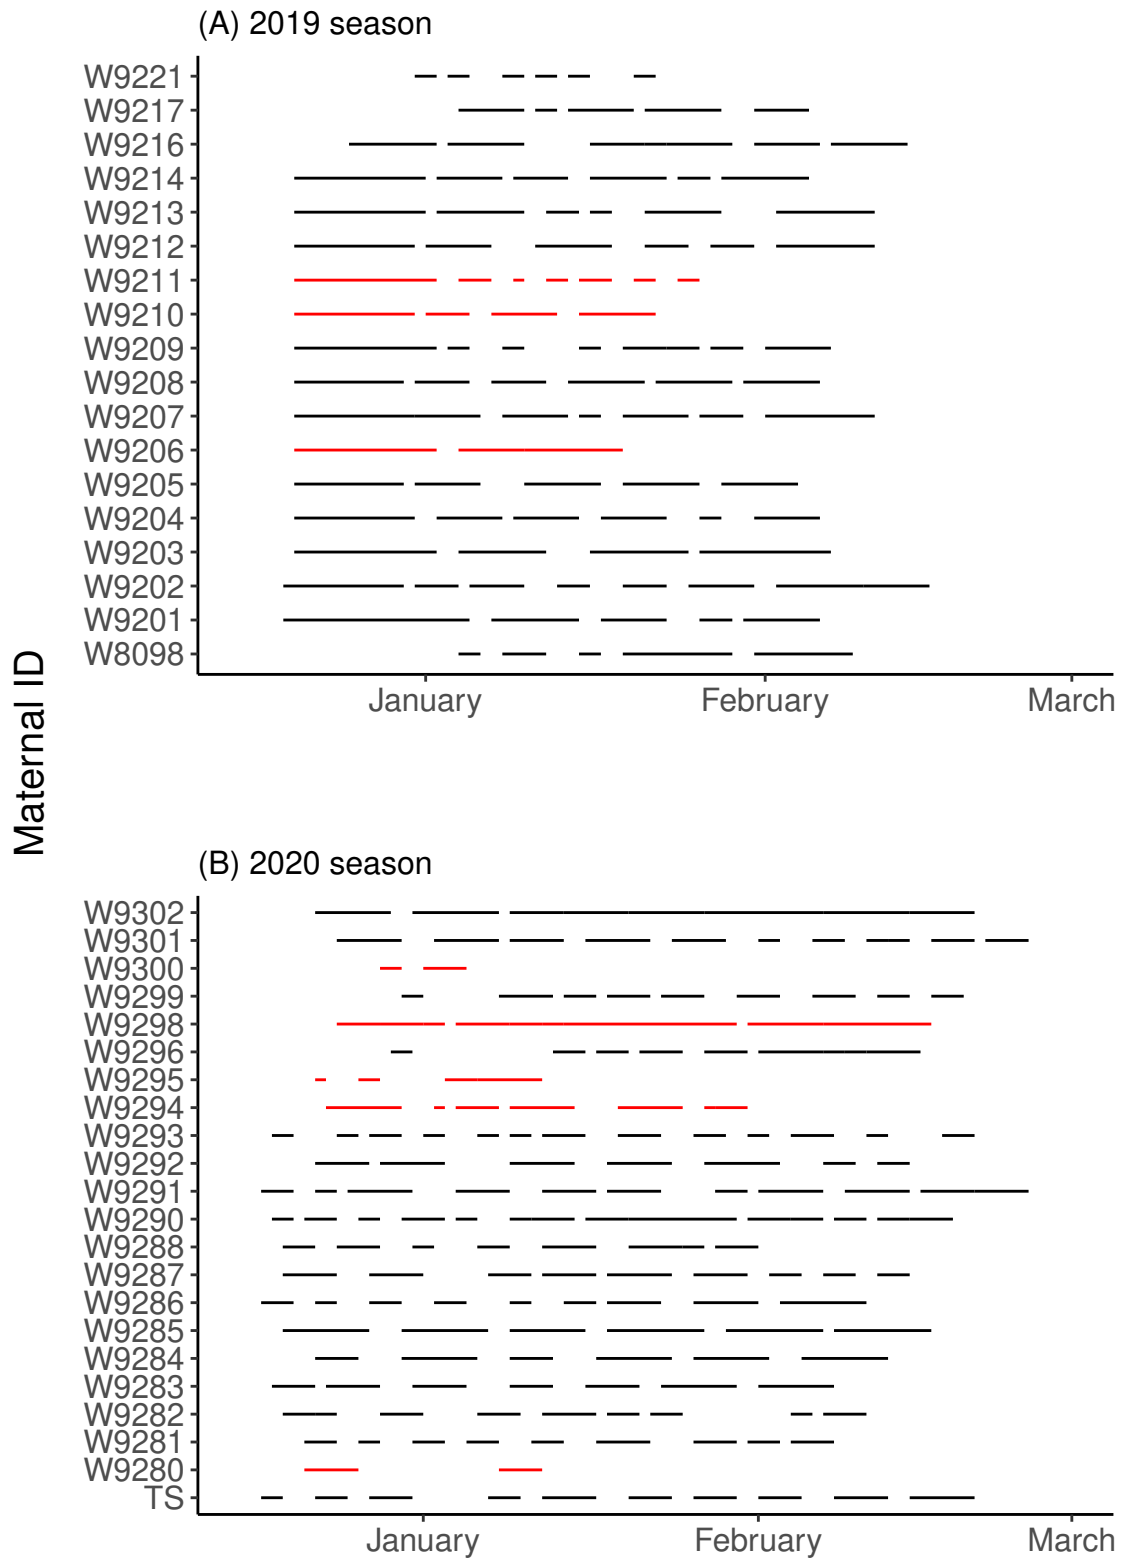 (A) 2019 season
W9221
W9217
W9216
W9214
W9213
W9212
W9211
W9210
W9209
W9208
W9207
W9206
W9205
W9204
W9203
W9202
W9201
W8098
January February March
Maternal ID
(B) 2020 season
W9302
W9301
W9300
W9299
W9298
W9296
W9295
W9294
W9293
W9292
W9291
W9290
W9288
W9287
W9286
W9285
W9284
W9283
W9282
W9281
W9280
TS
January February March